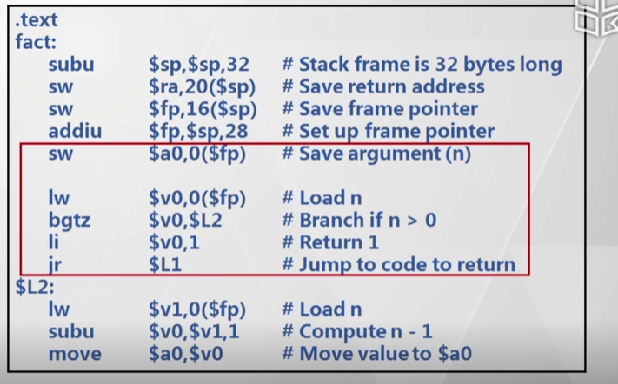 .text
fact:
subu $sp,$sp,32 # Stack frame is 32 bytes long
sw $ra,20($sp) # Save return address
sw $fp,16($sp) # Save frame pointer
addiu $fp,$sp,28 # Set up frame pointer
sw $a0,0($fp) # Save argument (n)
lw $v0,0($fp) # Load n
bgtz $v0,$L2 # Branch if n > 0
li $v0,1 # Return 1
jr $L1 # Jump to code to return
$L2:
lw $v1,0($fp) # Load n
subu $v0,$v1,1 # Compute n - 1
move $a0,$v0 # Move value to $a0